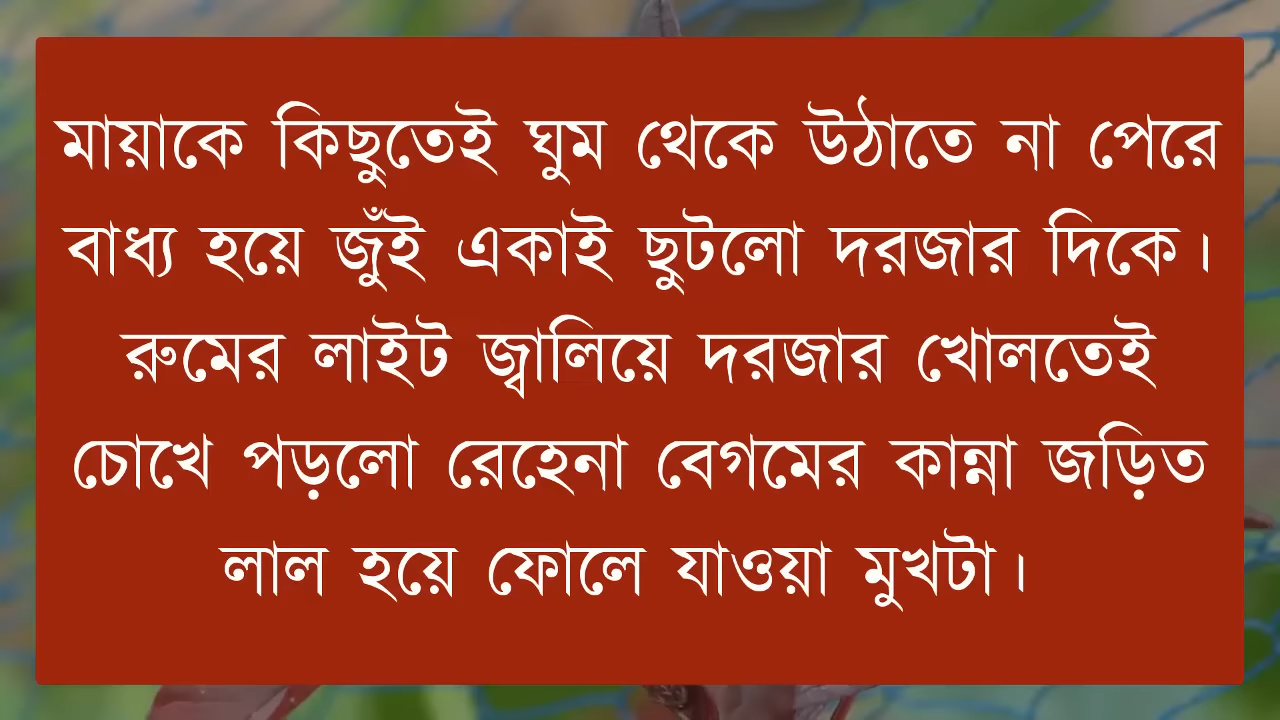 মায়াকে কিছুতেই ঘুম থেকে উঠাতে না পেরে
বাধ্য হয়ে জুঁই একাই ছুটলো দরজার দিকে।
রুমের লাইট জ্বালিয়ে দরজার খোলতেই
চোখে পড়লো রেহেনা বেগমের কান্না জড়িত
লাল হয়ে ফোলে যাওয়া মুখটা।